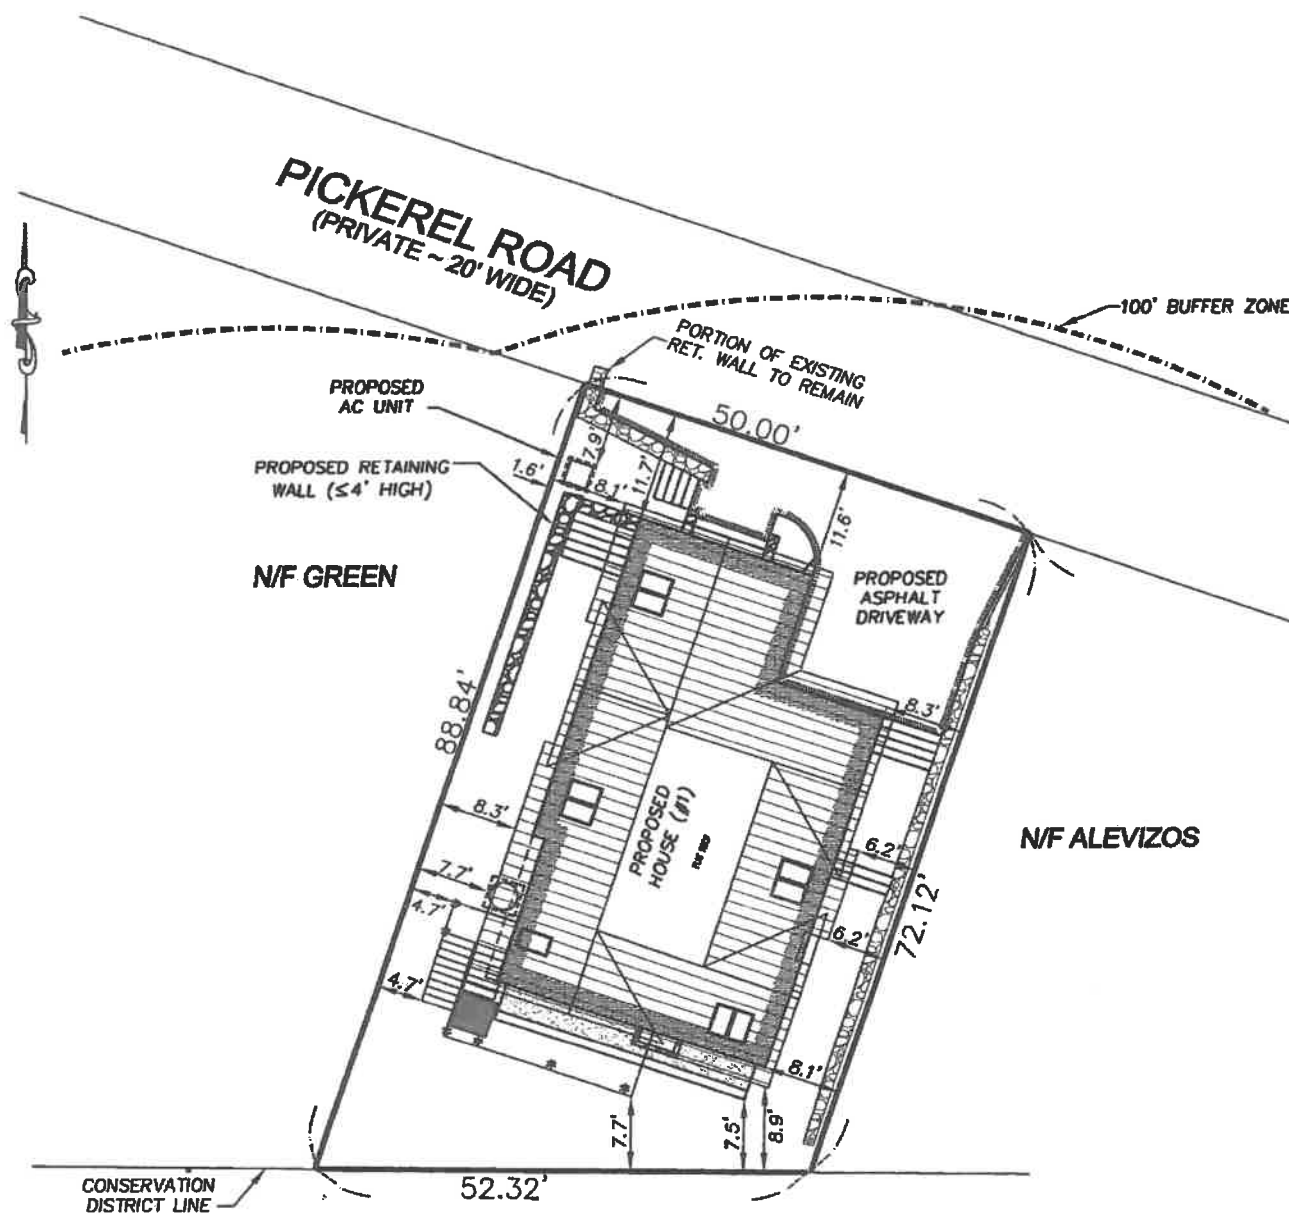 PICKEREL ROAD
(PRIVATE ~ 20' WIDE)
100' BUFFER ZONE
PORTION OF EXISTING
RET. WALL TO REMAIN
PROPOSED
AC UNIT
50.00'
PROPOSED RETAINING
WALL (≤4' HIGH)
1.6'
7.9'
8.1'
11.7'
11.6'
N/F GREEN
PROPOSED
ASPHALT
DRIVEWAY
88.84'
8.3'
PROPOSED
HOUSE (#1)
8.3'
N/F ALEVIZOS
6.2'
7.7'
4.7'
72.12'
6.2'
4.7'
8.1'
7.7'
7.5'
8.9'
CONSERVATION
DISTRICT LINE
52.32'